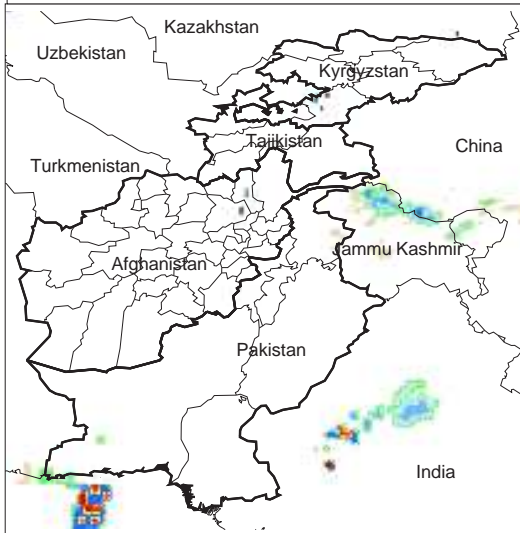 Kazakhstan
Uzbekistan
Kyrgyzstan
Tajikistan
China
Turkmenistan
Jammu Kashmir
Afghanistan
Pakistan
India